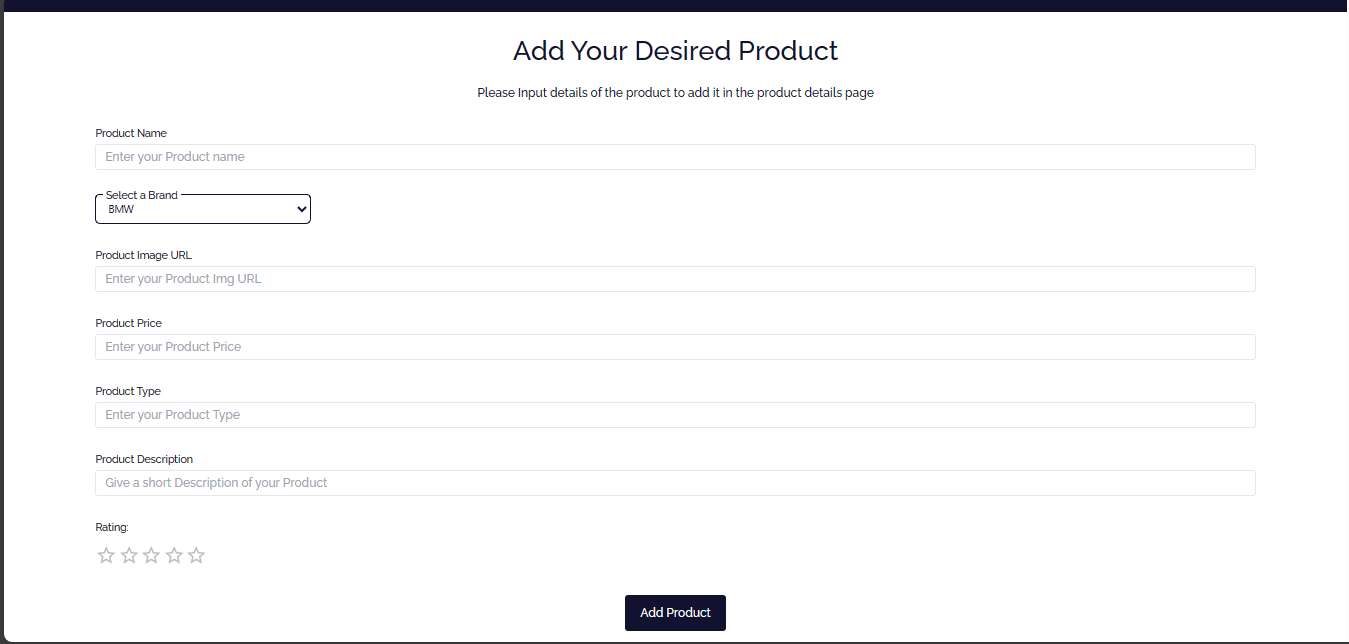 Add Your Desired Product
Please Input details of the product to add it in the product details page
Product Name
Enter your Product name
Select a Brand
BMW
Product Image URL
Enter your Product Img URL
Product Price
Enter your Product Price
Product Type
Enter your Product Type
Product Description
Give a short Description of your Product
Rating:
Add Product